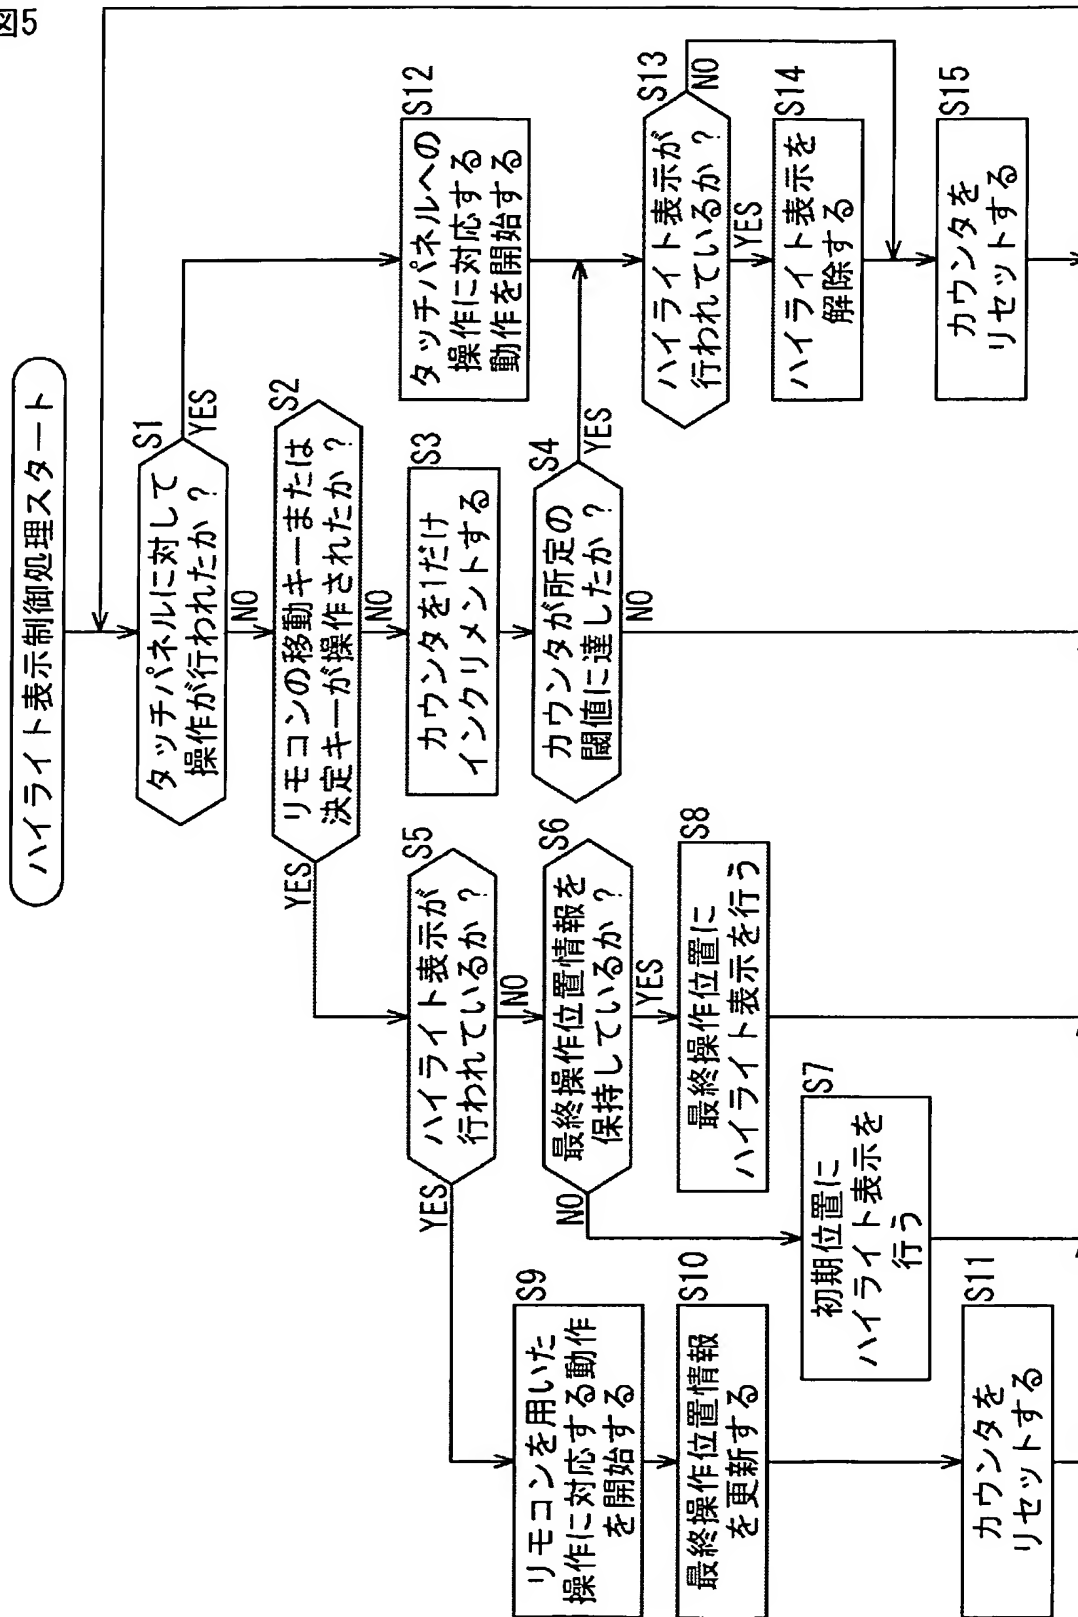 図5
ハイライト表示制御処理スタート
S1
タッチパネルに対して
操作が行われたか？
YES
NO
S2
リモコンの移動キーまたは
決定キーが操作されたか？
YES
NO
S3
カウンタを1だけ
インクリメントする
S4
カウンタが所定の
閾値に達したか？
YES
NO
S5
ハイライト表示が
行われているか？
YES
NO
S6
最終操作位置情報を
保持しているか？
NO
YES
S7
初期位置に
ハイライト表示を
行う
S8
最終操作位置に
ハイライト表示を行う
S9
リモコンを用いた
操作に対応する動作
を開始する
S10
最終操作位置情報
を更新する
S11
カウンタを
リセットする
S12
タッチパネルへの
操作に対応する
動作を開始する
S13
ハイライト表示が
行われているか？
NO
YES
S14
ハイライト表示を
解除する
S15
カウンタを
リセットする